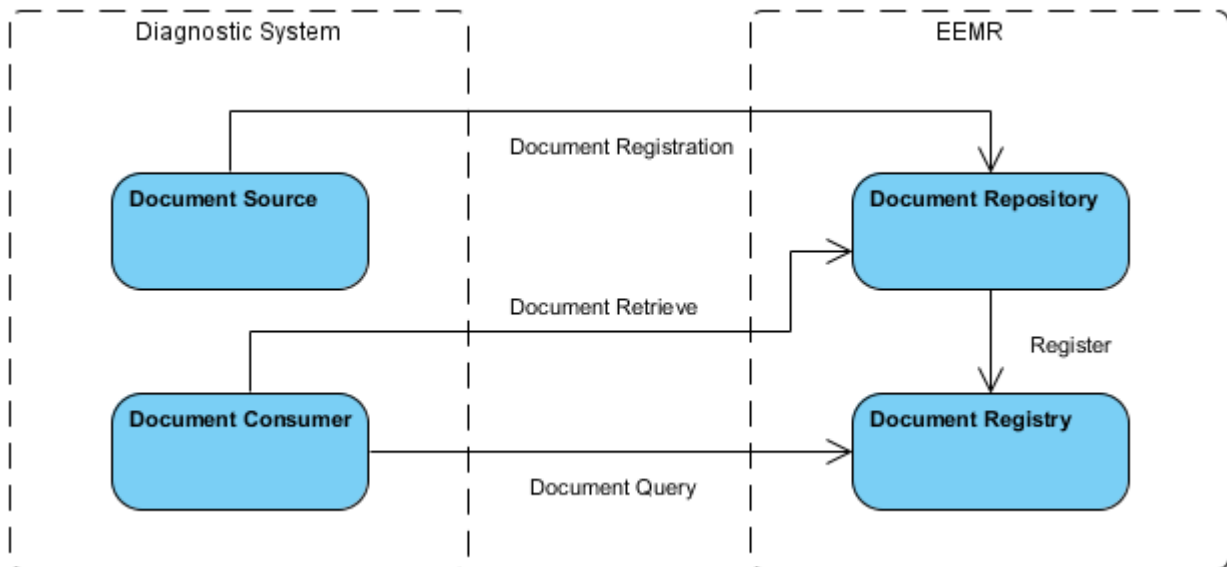 Diagnostic System
EEMR
Document Registration
Document Source
Document Repository
Document Retrieve
Register
Document Consumer
Document Registry
Document Query